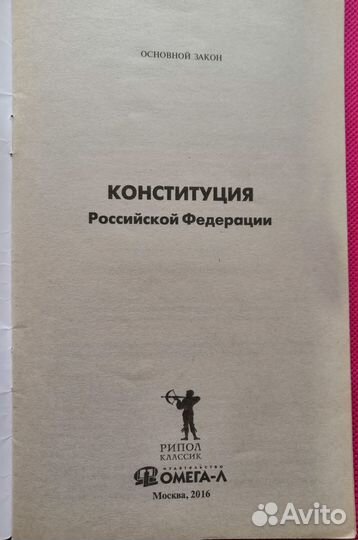 ОСНОВНОЙ ЗАКОН
КОНСТИТУЦИЯ
Российской Федерации
РИПОЛ
КЛАССИК
ИЗДАТЕЛЬСТВО
ОМЕГА-Л
Москва, 2016
Avito